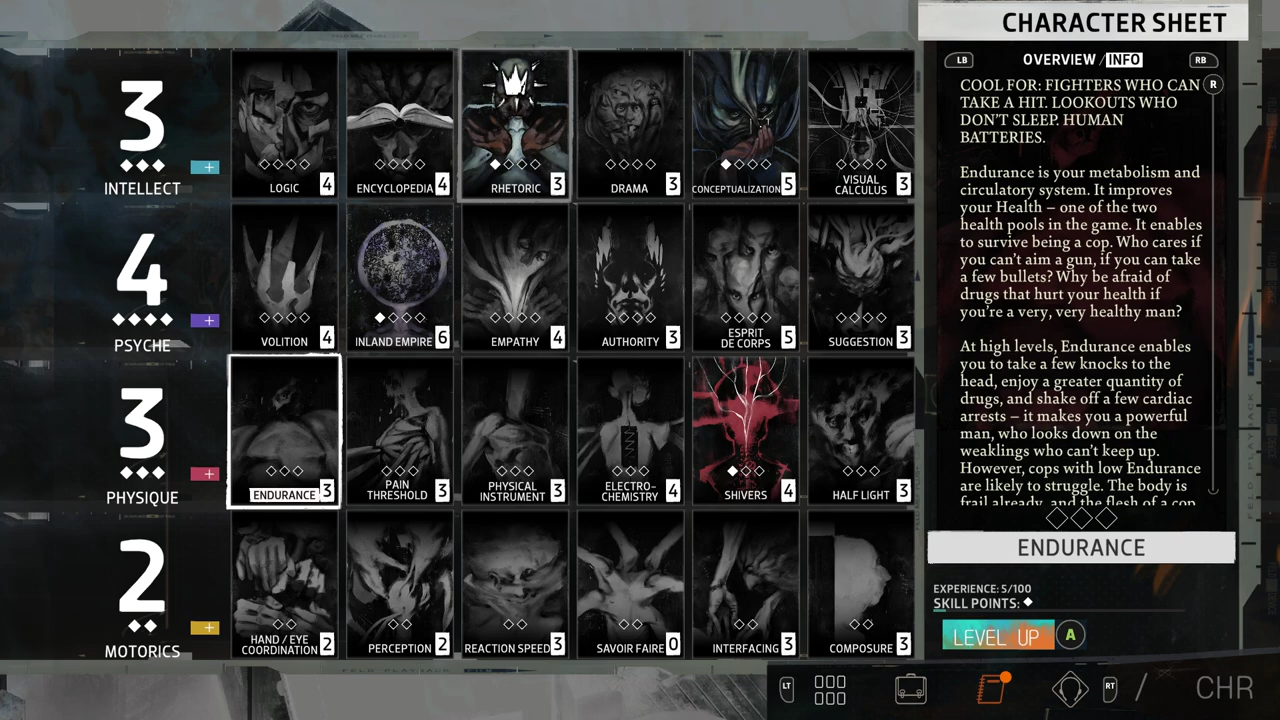 CHARACTER SHEET
LB OVERVIEW / INFO RB
R
COOL FOR: FIGHTERS WHO CAN
TAKE A HIT. LOOKOUTS WHO
DON'T SLEEP. HUMAN
BATTERIES.
Endurance is your metabolism and
circulatory system. It improves
your Health – one of the two
health pools in the game. It enables
to survive being a cop. Who cares if
you can't aim a gun, if you can take
a few bullets? Why be afraid of
drugs that hurt your health if
you're a very, very healthy man?
At high levels, Endurance enables
you to take a few knocks to the
head, enjoy a greater quantity of
drugs, and shake off a few cardiac
arrests – it makes you a powerful
man, who looks down on the
weaklings who can't keep up.
However, cops with low Endurance
are likely to struggle. The body is
frail already, and the flesh of a cop
ENDURANCE
EXPERIENCE: 5/100
SKILL POINTS:
LEVEL UP A
3
INTELLECT
+
LOGIC 4
ENCYCLOPEDIA 4
RHETORIC 3
DRAMA 3
CONCEPTUALIZATION 5
VISUAL
CALCULUS 3
4
PSYCHE
+
VOLITION 4
INLAND EMPIRE 6
EMPATHY 4
AUTHORITY 3
ESPRIT
DE CORPS 5
SUGGESTION 3
3
PHYSIQUE
+
ENDURANCE 3
PAIN
THRESHOLD 3
PHYSICAL
INSTRUMENT 3
ELECTRO-
CHEMISTRY 4
SHIVERS 4
HALF LIGHT 3
2
MOTORICS
+
HAND / EYE
COORDINATION 2
PERCEPTION 2
REACTION SPEED 3
SAVOIR FAIRE 0
INTERFACING 3
COMPOSURE 3
LT RT / CHR